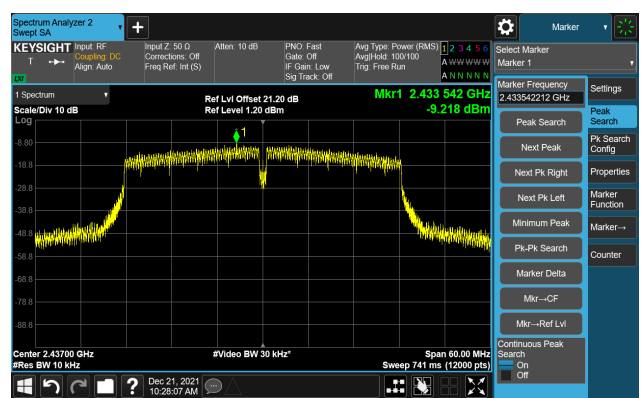 Spectrum Analyzer 2
Swept SA
Marker
KEYSIGHT
Input: RF
Coupling: DC
Align: Auto
Input Z: 50 Ω
Corrections: Off
Freq Ref: Int (S)
Atten: 10 dB
PNO: Fast
Gate: Off
IF Gain: Low
Sig Track: Off
Avg Type: Power (RMS)
Avg|Hold: 100/100
Trig: Free Run
1 2 3 4 5 6
A W W W W W
A N N N N N
T
LXI
Select Marker
Marker 1
1 Spectrum
Scale/Div 10 dB
Log
Ref Lvl Offset 21.20 dB
Ref Level 1.20 dBm
Mkr1 2.433 542 GHz
-9.218 dBm
1
-8.80
-18.8
-28.8
-38.8
-48.8
-58.8
-68.8
-78.8
-88.8
Center 2.43700 GHz
#Res BW 10 kHz
#Video BW 30 kHz*
Span 60.00 MHz
Sweep 741 ms (12000 pts)
Marker Frequency
2.433542212 GHz
Peak Search
Next Peak
Next Pk Right
Next Pk Left
Minimum Peak
Pk-Pk Search
Marker Delta
Mkr→CF
Mkr→Ref Lvl
Continuous Peak
Search
On
Off
Settings
Peak
Search
Pk Search
Config
Properties
Marker
Function
Marker→
Counter
?
Dec 21, 2021
10:28:07 AM